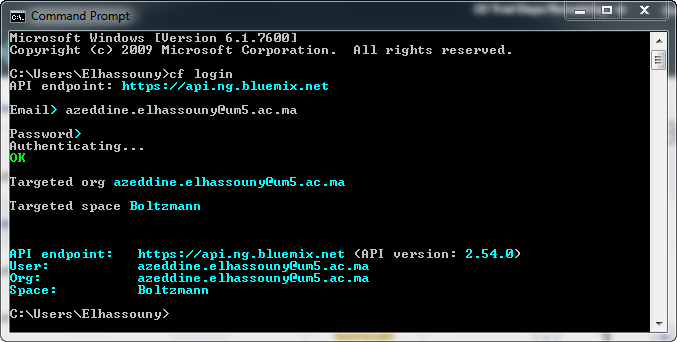 Command Prompt
Microsoft Windows [Version 6.1.7600]
Copyright (c) 2009 Microsoft Corporation.  All rights reserved.
C:\Users\Elhassouny>cf login
API endpoint: https://api.ng.bluemix.net
Email> azeddine.elhassouny@um5.ac.ma
Password>
Authenticating...
OK
Targeted org azeddine.elhassouny@um5.ac.ma
Targeted space Boltzmann
API endpoint:   https://api.ng.bluemix.net (API version: 2.54.0)
User:           azeddine.elhassouny@um5.ac.ma
Org:            azeddine.elhassouny@um5.ac.ma
Space:          Boltzmann
C:\Users\Elhassouny>